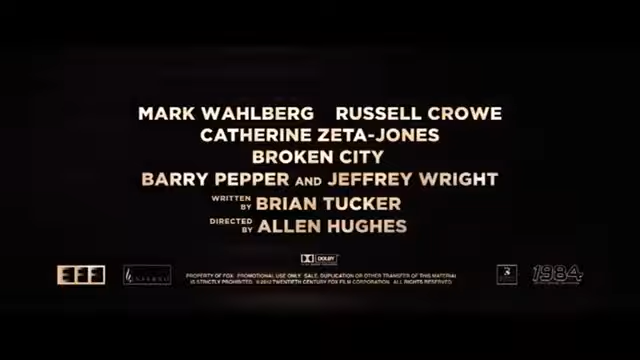 MARK WAHLBERG RUSSELL CROWE
CATHERINE ZETA-JONES
BROKEN CITY
BARRY PEPPER AND JEFFREY WRIGHT
WRITTEN BY BRIAN TUCKER
DIRECTED BY ALLEN HUGHES
DOLBY
EFF
PROPERTY OF FOX. PROMOTIONAL USE ONLY. SALE, DUPLICATION OR OTHER TRANSFER OF THIS MATERIAL
IS STRICTLY PROHIBITED. ©2012 TWENTIETH CENTURY FOX FILM CORPORATION. ALL RIGHTS RESERVED.
1984